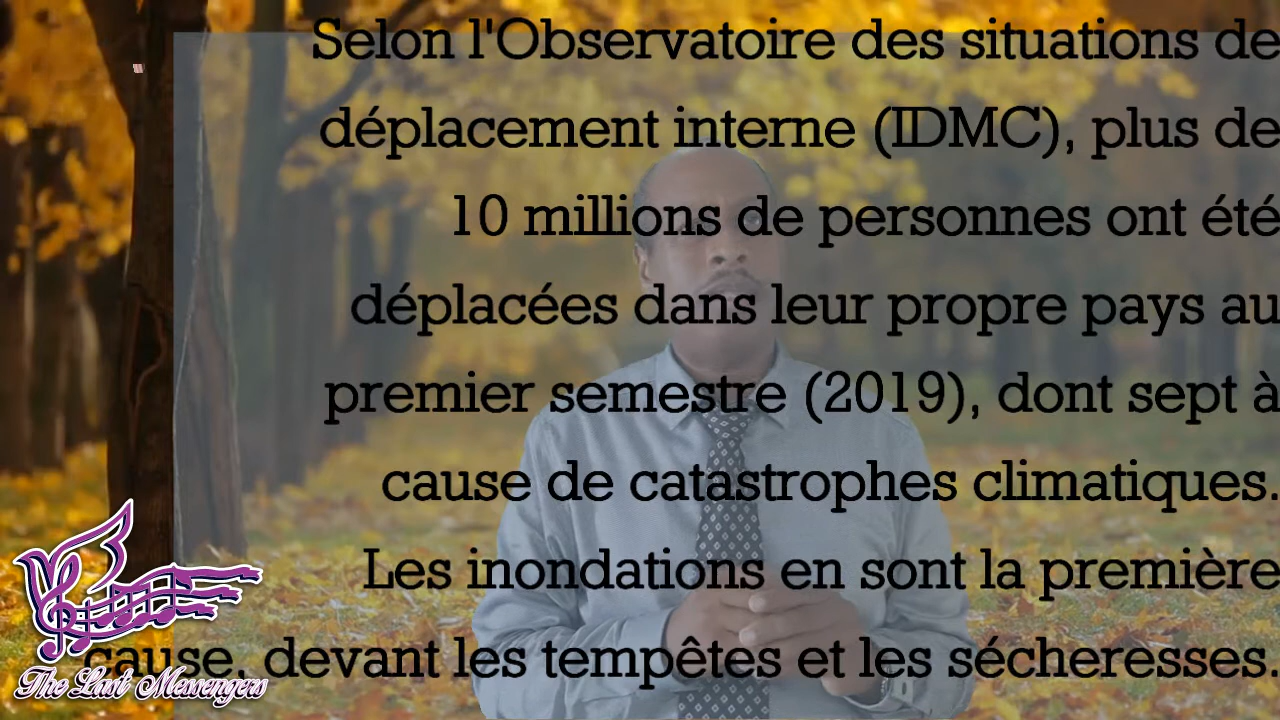 Selon l'Observatoire des situations de
déplacement interne (IDMC), plus de
10 millions de personnes ont été
déplacées dans leur propre pays au
premier semestre (2019), dont sept à
cause de catastrophes climatiques.
Les inondations en sont la première
cause, devant les tempêtes et les sécheresses.
The Last Messengers